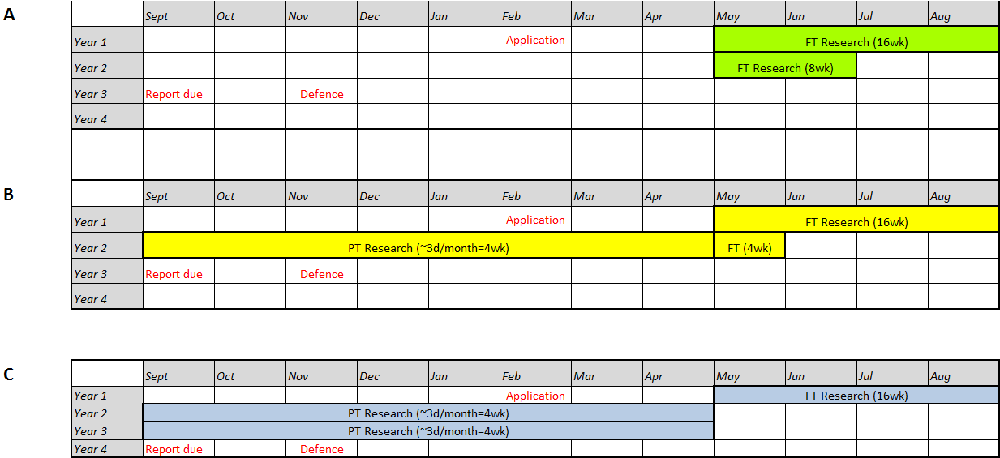 A
Sept Oct Nov Dec Jan Feb Mar Apr May Jun Jul Aug
Year 1 Application FT Research (16wk)
Year 2 FT Research (8wk)
Year 3 Report due Defence
Year 4
B
Sept Oct Nov Dec Jan Feb Mar Apr May Jun Jul Aug
Year 1 Application FT Research (16wk)
Year 2 PT Research (~3d/month=4wk) FT (4wk)
Year 3 Report due Defence
Year 4
C
Sept Oct Nov Dec Jan Feb Mar Apr May Jun Jul Aug
Year 1 Application FT Research (16wk)
Year 2 PT Research (~3d/month=4wk)
Year 3 PT Research (~3d/month=4wk)
Year 4 Report due Defence